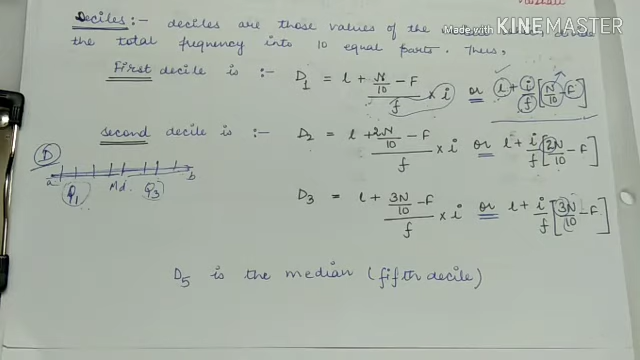 Made with KINEMASTER
Deciles:- deciles are those values of the
the total frequency into 10 equal parts. Thus,
First decile is :- D1 = l + N/10 - F / f × i or l + i/f [N/10 - F]
second decile is :- D2 = l + 2N/10 - F / f × i or l + i/f [2N/10 - F]
D
a b
Q1 Md. Q3
D3 = l + 3N/10 - F / f × i or l + i/f [3N/10 - F]
D5 is the median (fifth decile)